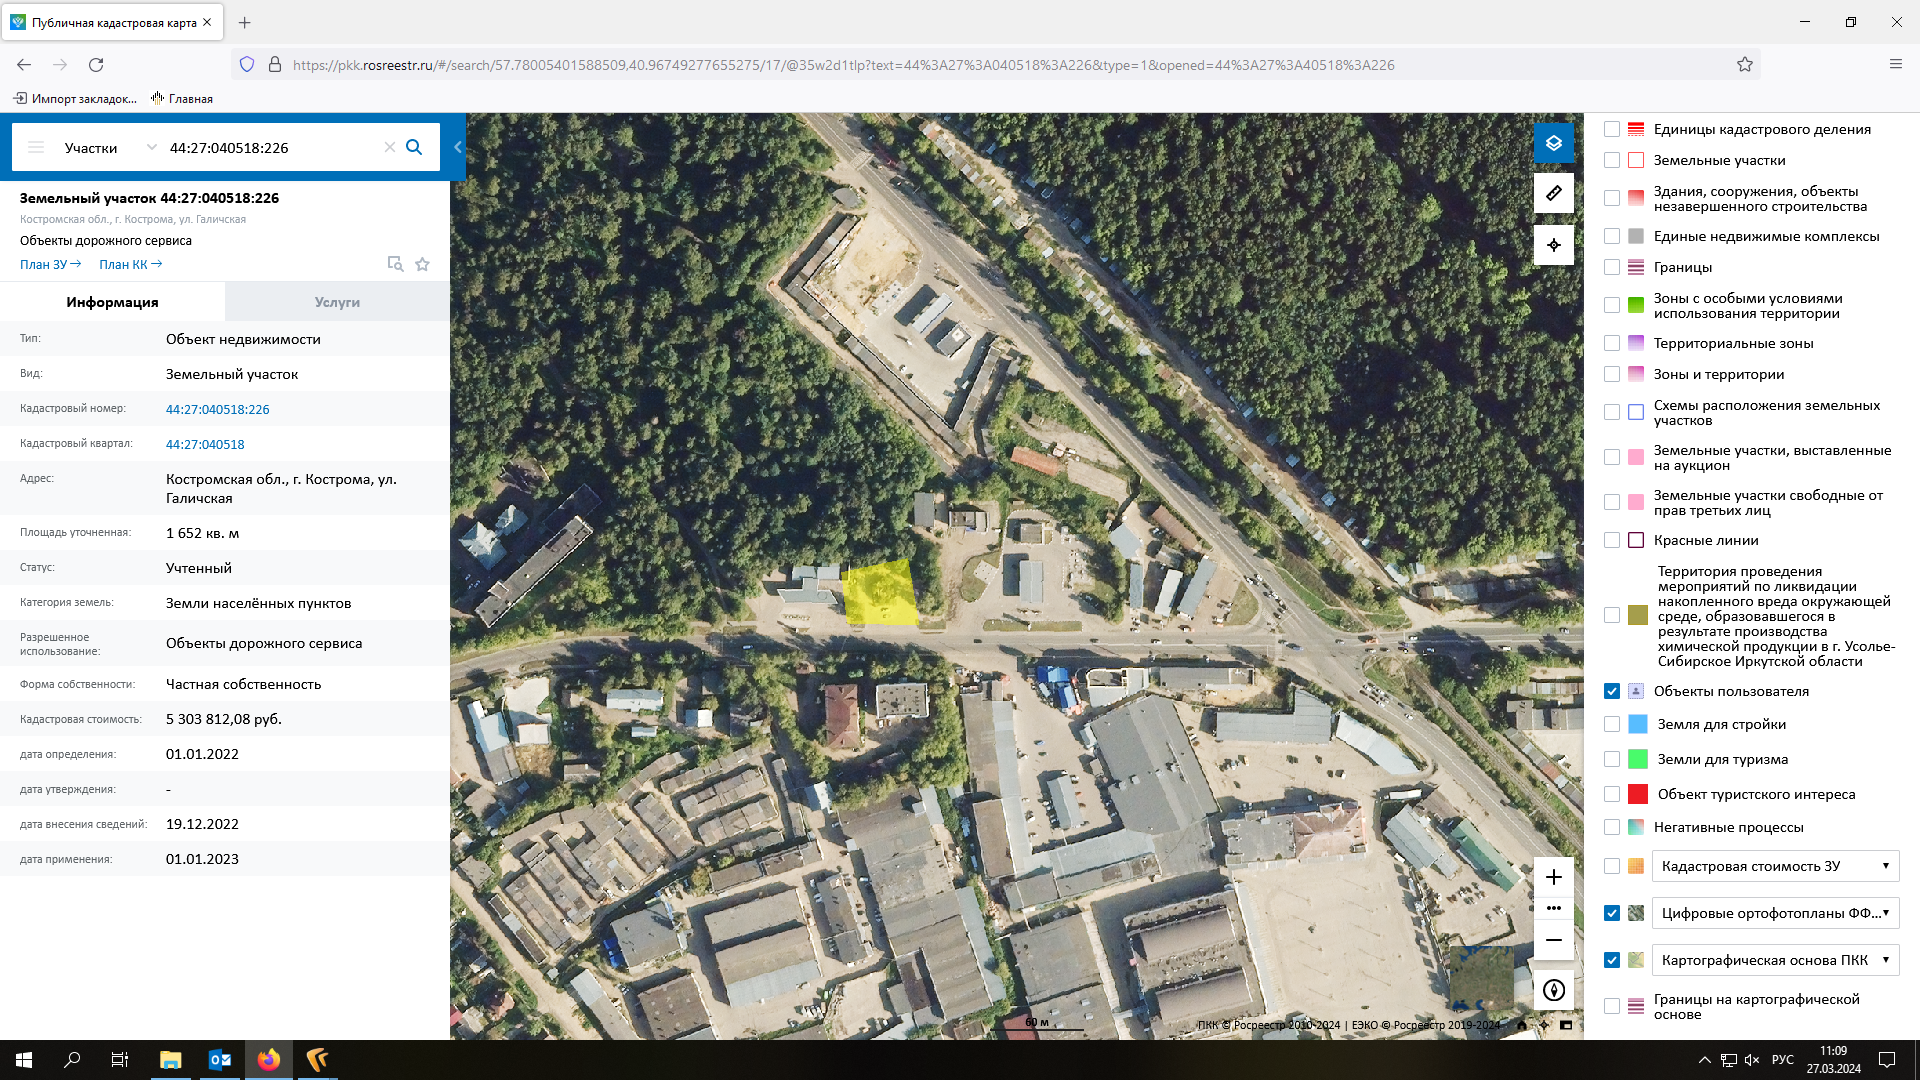 Публичная кадастровая карта
https://pkk.rosreestr.ru/#/search/57.78005401588509,40.96749277655275/17/@35w2d1tlp?text=44%3A27%3A040518%3A226&type=1&opened=44%3A27%3A40518%3A226
Импорт закладок...
Главная
Участки
44:27:040518:226
Земельный участок 44:27:040518:226
Костромская обл., г. Кострома, ул. Галичская
Объекты дорожного сервиса
План ЗУ→
План КК→
Информация
Услуги
Тип: Объект недвижимости
Вид: Земельный участок
Кадастровый номер: 44:27:040518:226
Кадастровый квартал: 44:27:040518
Адрес: Костромская обл., г. Кострома, ул.
Галичская
Площадь уточненная: 1 652 кв. м
Статус: Учтенный
Категория земель: Земли населённых пунктов
Разрешенное
использование: Объекты дорожного сервиса
Форма собственности: Частная собственность
Кадастровая стоимость: 5 303 812,08 руб.
дата определения: 01.01.2022
дата утверждения: -
дата внесения сведений: 19.12.2022
дата применения: 01.01.2023
60 м
ПКК © Росреестр 2010-2024 | ЕЭКО © Росреестр 2019-2024
Единицы кадастрового деления
Земельные участки
Здания, сооружения, объекты
незавершенного строительства
Единые недвижимые комплексы
Границы
Зоны с особыми условиями
использования территории
Территориальные зоны
Зоны и территории
Схемы расположения земельных
участков
Земельные участки, выставленные
на аукцион
Земельные участки свободные от
прав третьих лиц
Красные линии
Территория проведения
мероприятий по ликвидации
накопленного вреда окружающей
среде, образовавшегося в
результате производства
химической продукции в г. Усолье-
Сибирское Иркутской области
Объекты пользователя
Земля для стройки
Земли для туризма
Объект туристского интереса
Негативные процессы
Кадастровая стоимость ЗУ
Цифровые ортофотопланы ФФ...
Картографическая основа ПКК
Границы на картографической
основе
РУС
11:09
27.03.2024